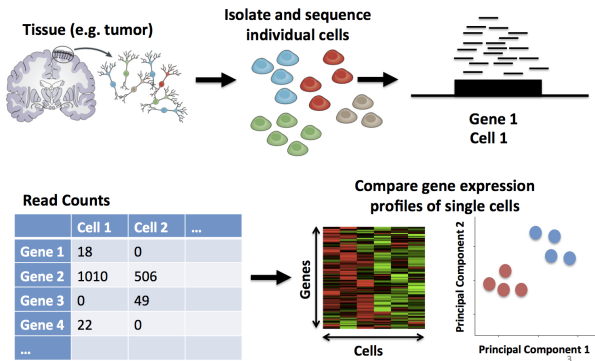 Tissue (e.g. tumor)
Isolate and sequence
individual cells
Gene 1
Cell 1
Read Counts
Cell 1 Cell 2 ...
Gene 1 18 0
Gene 2 1010 506
Gene 3 0 49
Gene 4 22 0
...
Compare gene expression
profiles of single cells
Genes
Cells
Principal Component 2
Principal Component 1
3